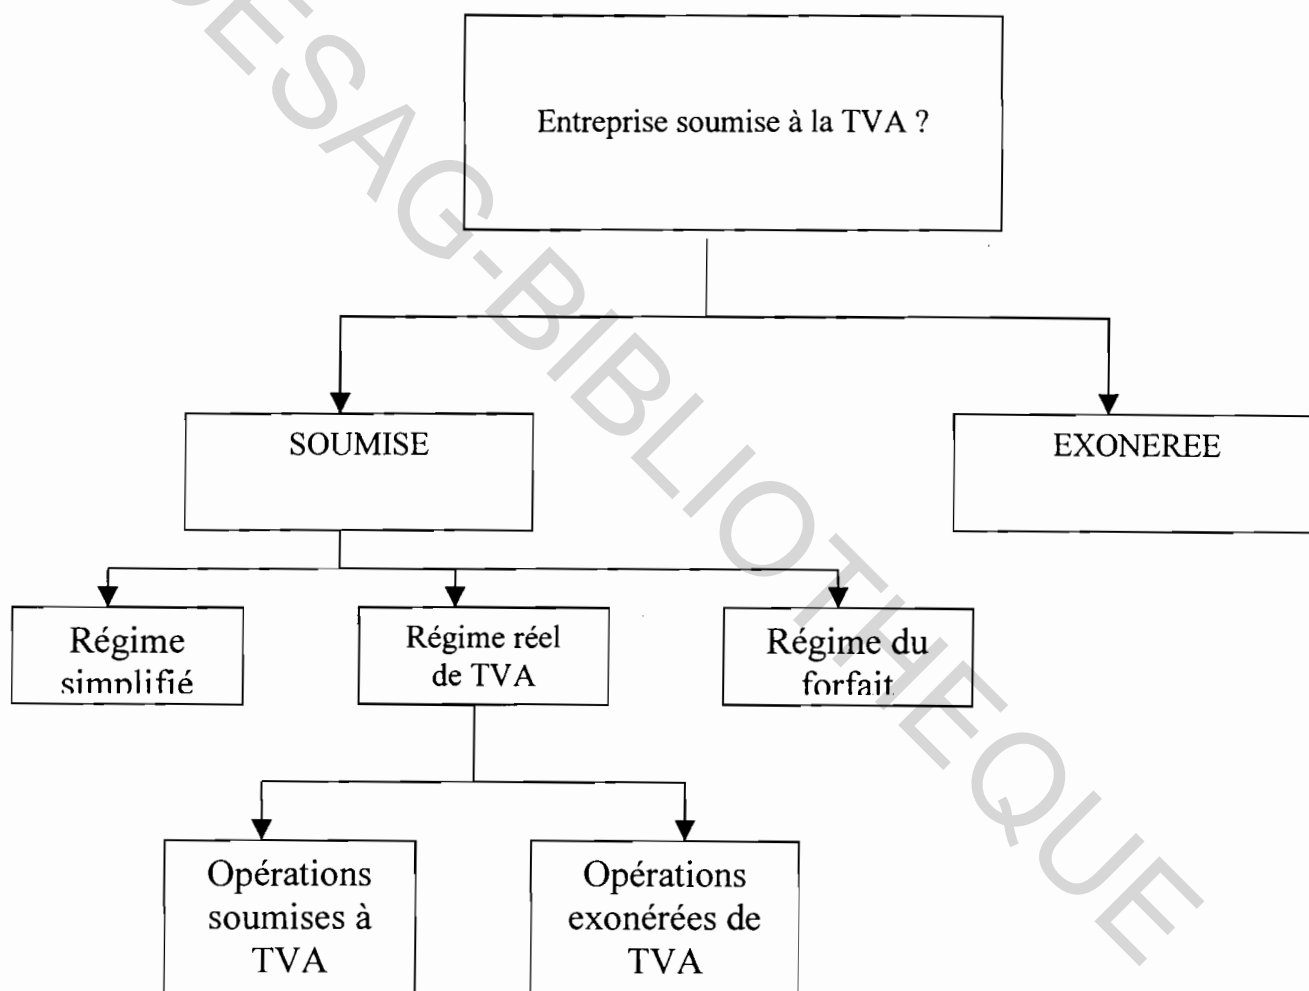 Entreprise soumise à la TVA ?
SOUMISE
EXONEREE
Régime
simplifié
Régime réel
de TVA
Régime du
forfait
Opérations
soumises à
TVA
Opérations
exonérées de
TVA
CESAG-BIBLIOTHEQUE